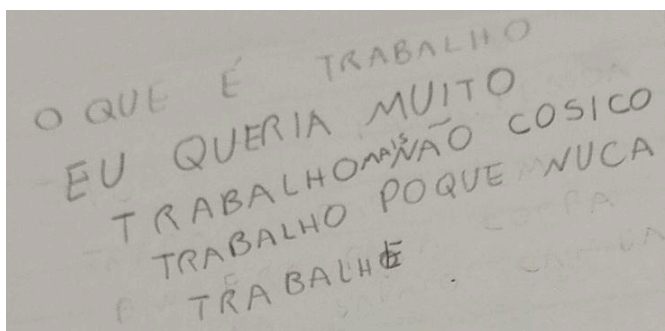 O QUE É TRABALHO
EU QUERIA MUITO
TRABALHO MAIS NÃO COSICO
TRABALHO POQUE NUCA
TRABALHE.